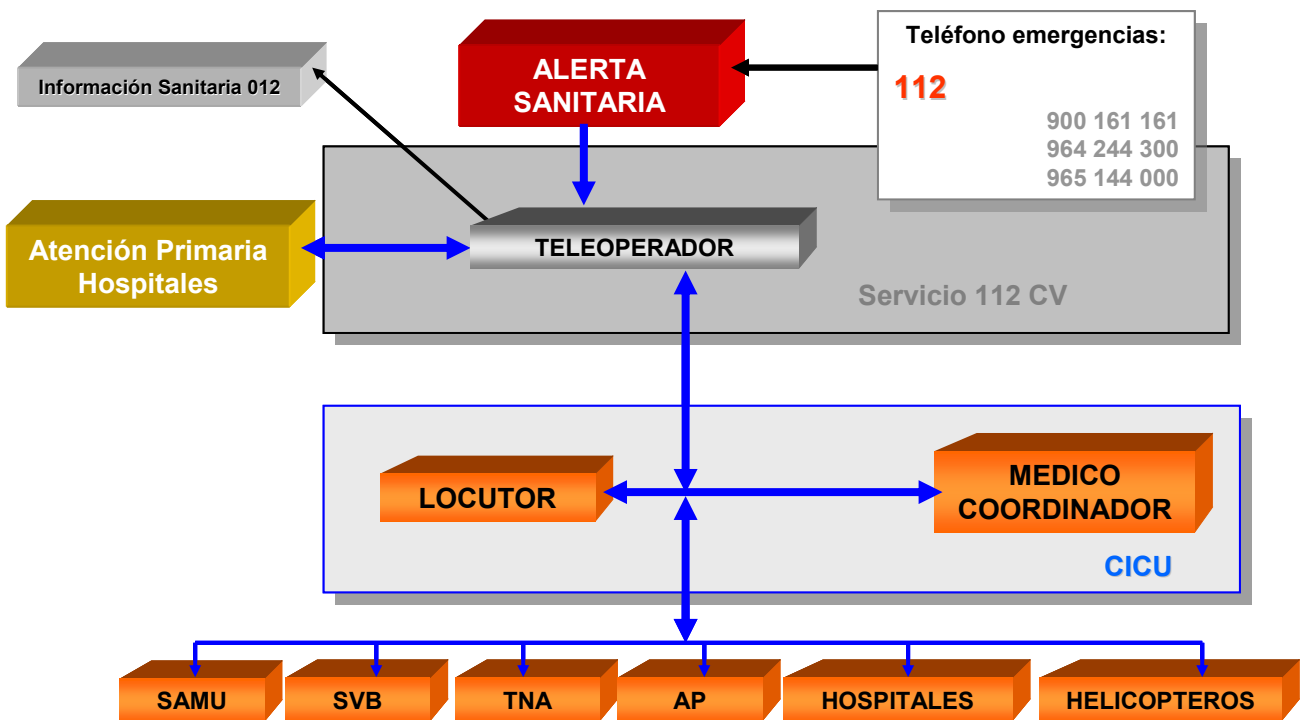 Teléfono emergencias:
112
900 161 161
964 244 300
965 144 000
ALERTA
SANITARIA
Información Sanitaria 012
TELEOPERADOR
Atención Primaria
Hospitales
Servicio 112 CV
LOCUTOR
MEDICO
COORDINADOR
CICU
SAMU
SVB
TNA
AP
HOSPITALES
HELICOPTEROS